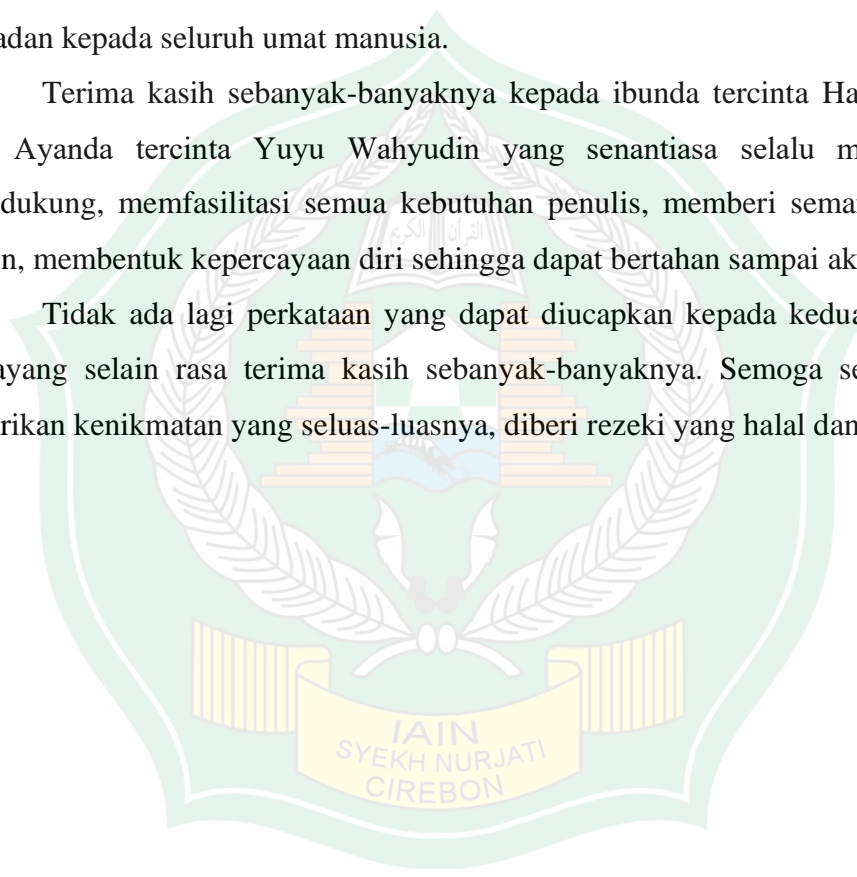 adan kepada seluruh umat manusia.
Terima kasih sebanyak-banyaknya kepada ibunda tercinta Ha
Ayanda tercinta Yuyu Wahyudin yang senantiasa selalu m
dukung, memfasilitasi semua kebutuhan penulis, memberi sema
n, membentuk kepercayaan diri sehingga dapat bertahan sampai ak
Tidak ada lagi perkataan yang dapat diucapkan kepada kedua
ayang selain rasa terima kasih sebanyak-banyaknya. Semoga se
rikan kenikmatan yang seluas-luasnya, diberi rezeki yang halal dan
القرآن الكريم
IAIN
SYEKH NURJATI
CIREBON